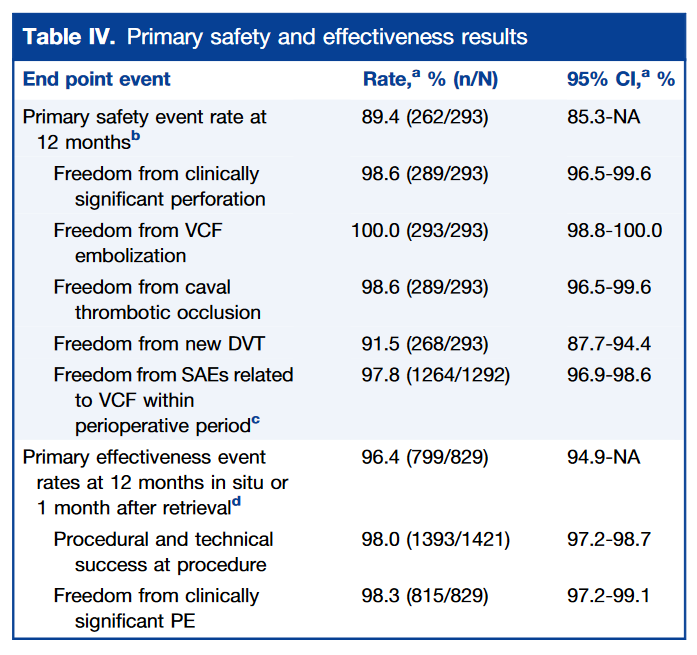 Table IV. Primary safety and effectiveness results
End point event Rate,a % (n/N) 95% CI,a %
Primary safety event rate at 89.4 (262/293) 85.3-NA
12 monthsb
Freedom from clinically 98.6 (289/293) 96.5-99.6
significant perforation
Freedom from VCF 100.0 (293/293) 98.8-100.0
embolization
Freedom from caval 98.6 (289/293) 96.5-99.6
thrombotic occlusion
Freedom from new DVT 91.5 (268/293) 87.7-94.4
Freedom from SAEs related 97.8 (1264/1292) 96.9-98.6
to VCF within
perioperative periodc
Primary effectiveness event 96.4 (799/829) 94.9-NA
rates at 12 months in situ or
1 month after retrievald
Procedural and technical 98.0 (1393/1421) 97.2-98.7
success at procedure
Freedom from clinically 98.3 (815/829) 97.2-99.1
significant PE